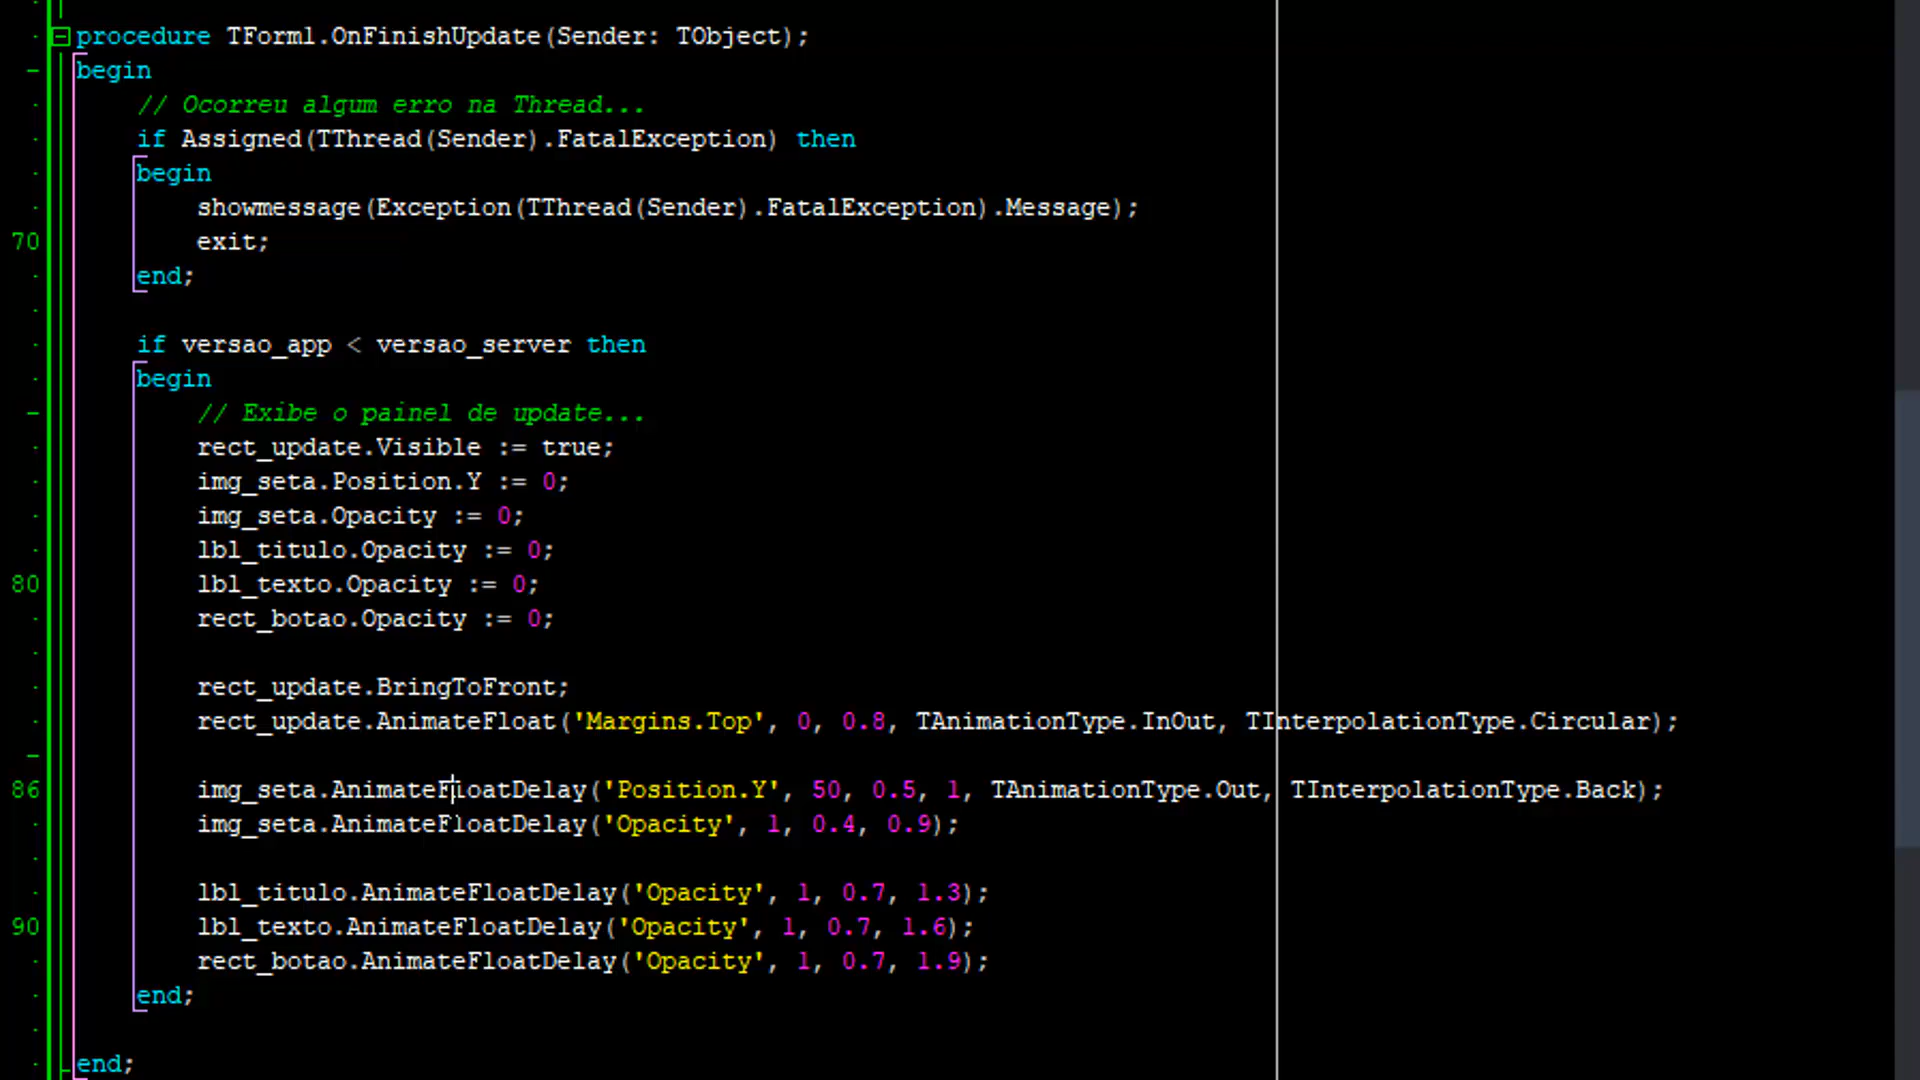 procedure TForm1.OnFinishUpdate(Sender: TObject);
begin
// Ocorreu algum erro na Thread...
if Assigned(TThread(Sender).FatalException) then
begin
showmessage(Exception(TThread(Sender).FatalException).Message);
70 exit;
end;
if versao_app < versao_server then
begin
// Exibe o painel de update...
rect_update.Visible := true;
img_seta.Position.Y := 0;
img_seta.Opacity := 0;
lbl_titulo.Opacity := 0;
80 lbl_texto.Opacity := 0;
rect_botao.Opacity := 0;
rect_update.BringToFront;
rect_update.AnimateFloat('Margins.Top', 0, 0.8, TAnimationType.InOut, TInterpolationType.Circular);
86 img_seta.AnimateFloatDelay('Position.Y', 50, 0.5, 1, TAnimationType.Out, TInterpolationType.Back);
img_seta.AnimateFloatDelay('Opacity', 1, 0.4, 0.9);
lbl_titulo.AnimateFloatDelay('Opacity', 1, 0.7, 1.3);
90 lbl_texto.AnimateFloatDelay('Opacity', 1, 0.7, 1.6);
rect_botao.AnimateFloatDelay('Opacity', 1, 0.7, 1.9);
end;
end;